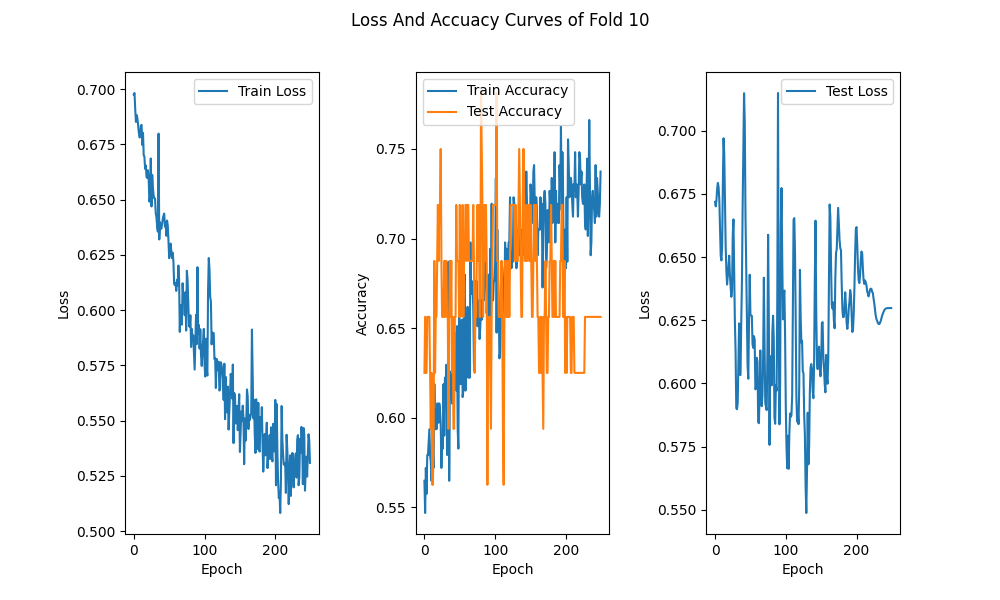 Loss And Accuacy Curves of Fold 10
Train Loss
0.700
0.675
0.650
0.625
0.600
0.575
0.550
0.525
0.500
Loss
0
100
200
Epoch
Train Accuracy
Test Accuracy
0.75
0.70
0.65
0.60
0.55
Accuracy
0
100
200
Epoch
Test Loss
0.700
0.675
0.650
0.625
0.600
0.575
0.550
Loss
0
100
200
Epoch